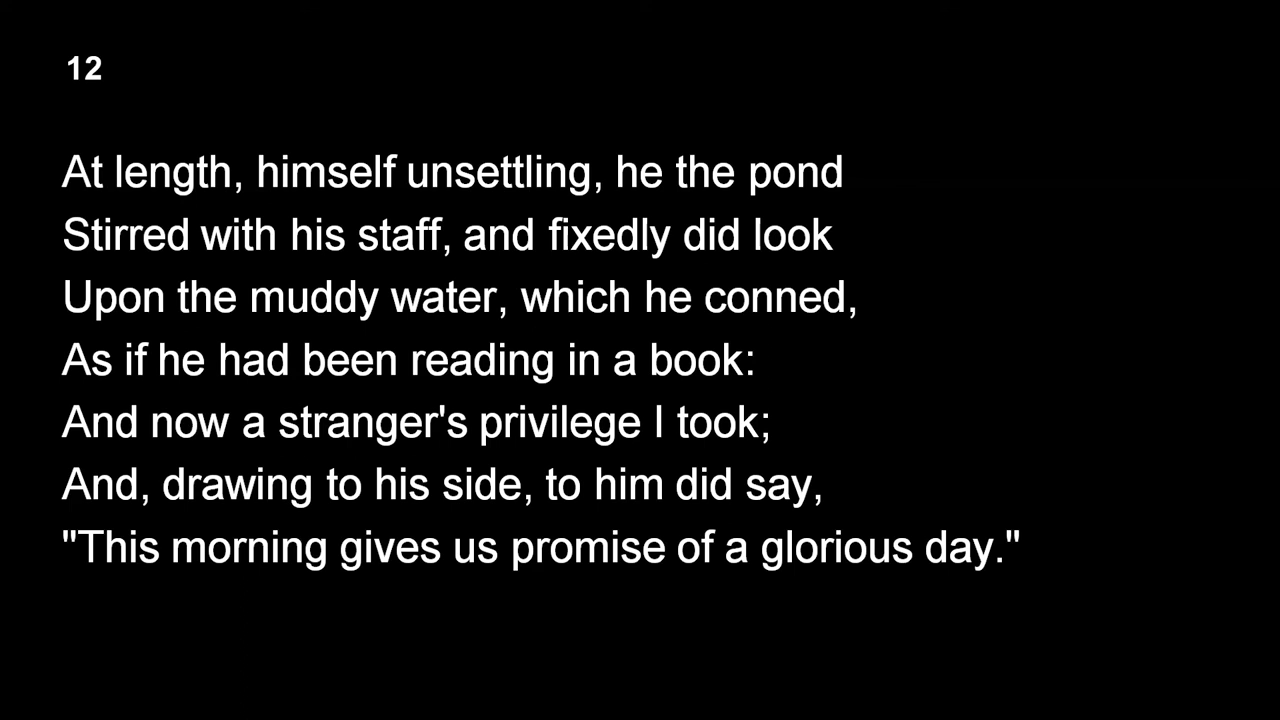 12
At length, himself unsettling, he the pond
Stirred with his staff, and fixedly did look
Upon the muddy water, which he conned,
As if he had been reading in a book:
And now a stranger's privilege I took;
And, drawing to his side, to him did say,
"This morning gives us promise of a glorious day."